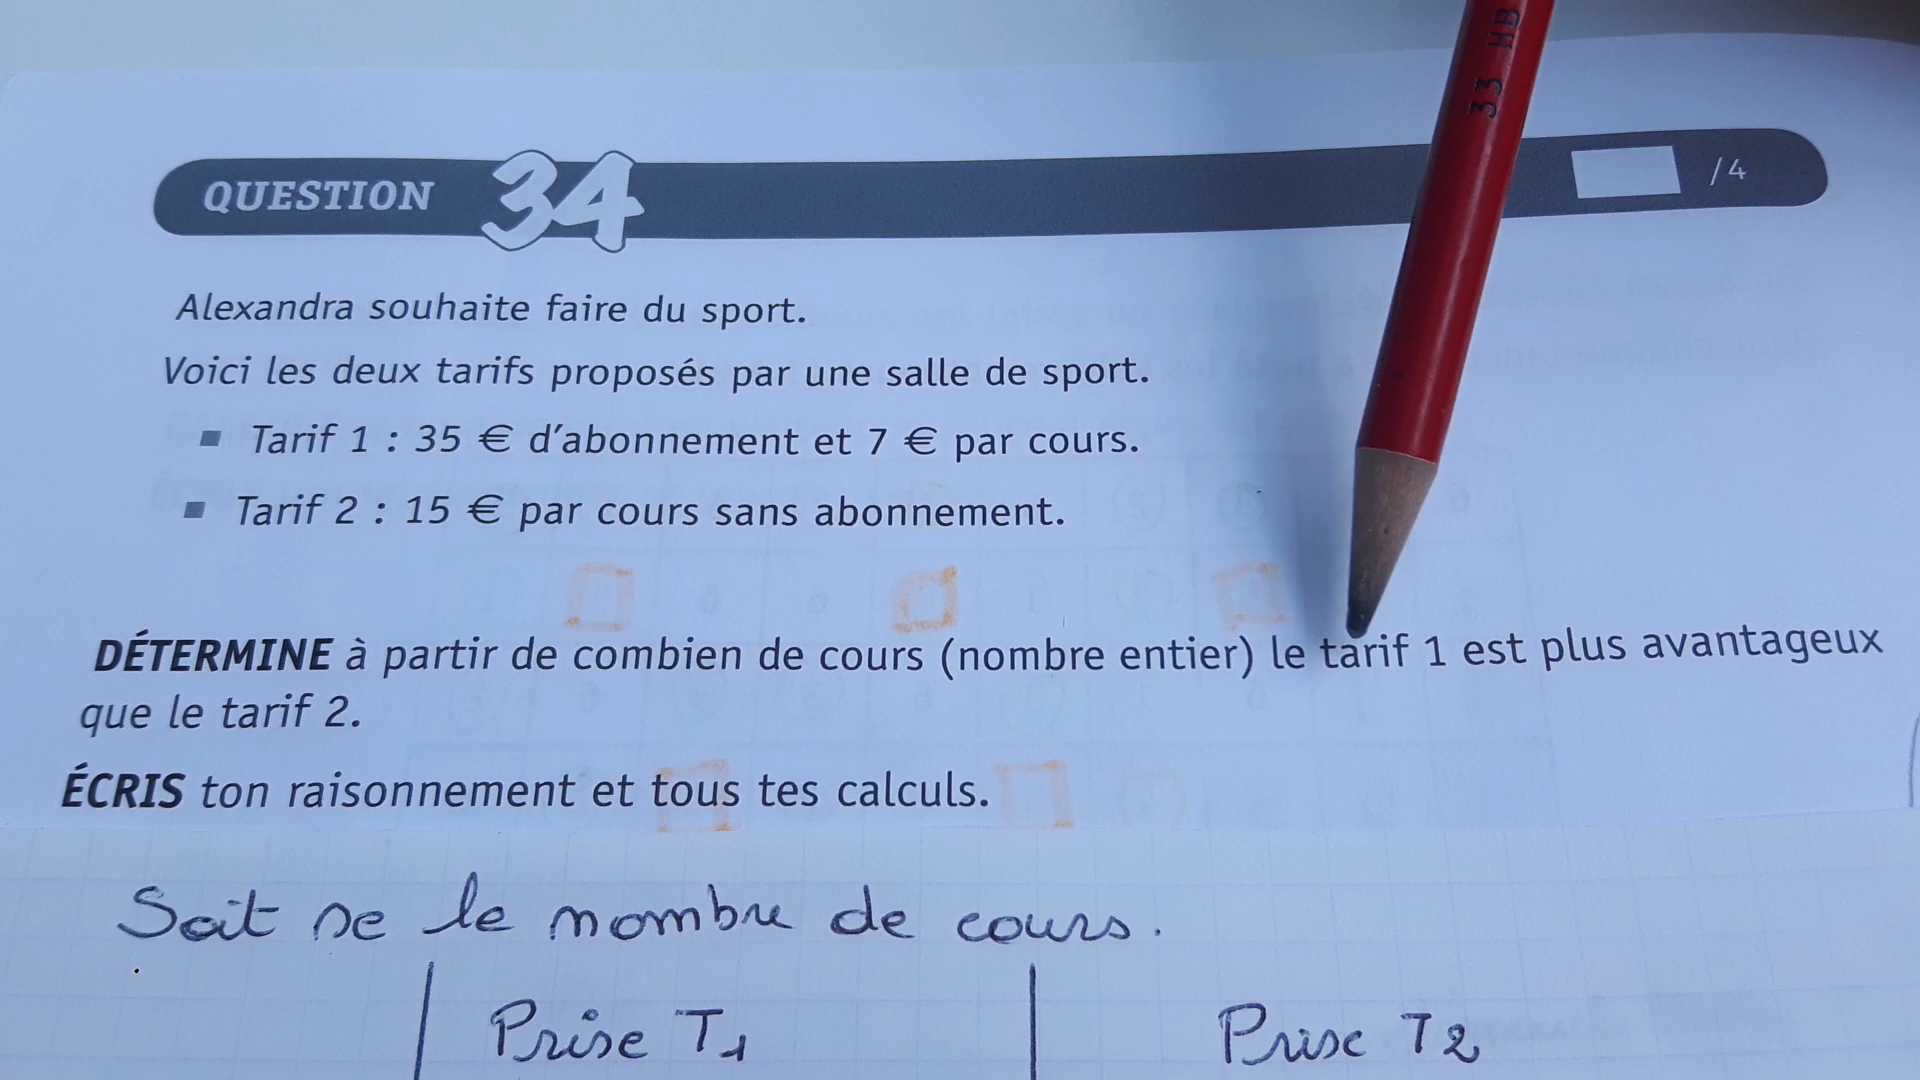 33 HB
QUESTION 34 /4
Alexandra souhaite faire du sport.
Voici les deux tarifs proposés par une salle de sport.
▪ Tarif 1 : 35 € d'abonnement et 7 € par cours.
▪ Tarif 2 : 15 € par cours sans abonnement.
DÉTERMINE à partir de combien de cours (nombre entier) le tarif 1 est plus avantageux
que le tarif 2.
ÉCRIS ton raisonnement et tous tes calculs.
Soit x le nombre de cours.
Prix T1 Prix T2